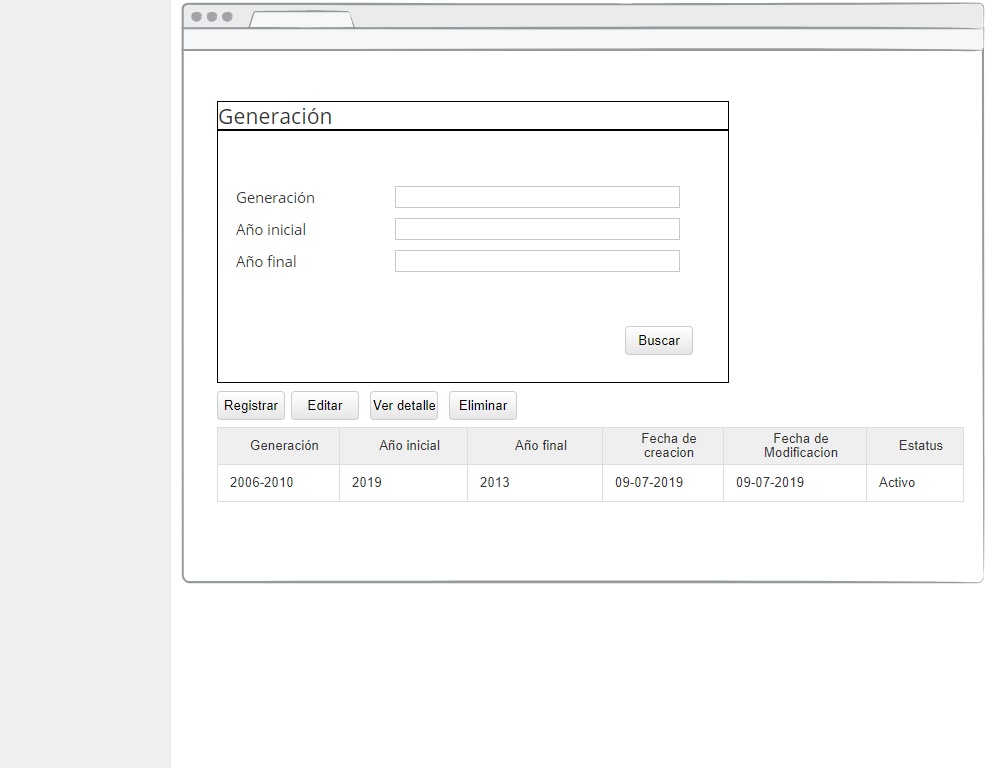 Generación
Generación
Año inicial
Año final
Buscar
Registrar Editar Ver detalle Eliminar
Generación Año inicial Año final Fecha de creacion Fecha de Modificacion Estatus
2006-2010 2019 2013 09-07-2019 09-07-2019 Activo